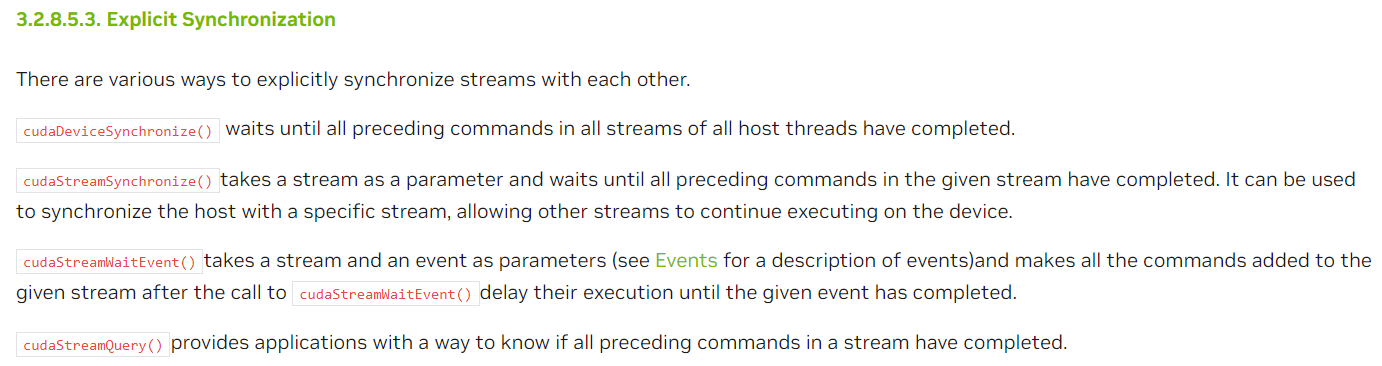 3.2.8.5.3. Explicit Synchronization
There are various ways to explicitly synchronize streams with each other.
cudaDeviceSynchronize() waits until all preceding commands in all streams of all host threads have completed.
cudaStreamSynchronize() takes a stream as a parameter and waits until all preceding commands in the given stream have completed. It can be used
to synchronize the host with a specific stream, allowing other streams to continue executing on the device.
cudaStreamWaitEvent() takes a stream and an event as parameters (see Events for a description of events)and makes all the commands added to the
given stream after the call to cudaStreamWaitEvent() delay their execution until the given event has completed.
cudaStreamQuery() provides applications with a way to know if all preceding commands in a stream have completed.